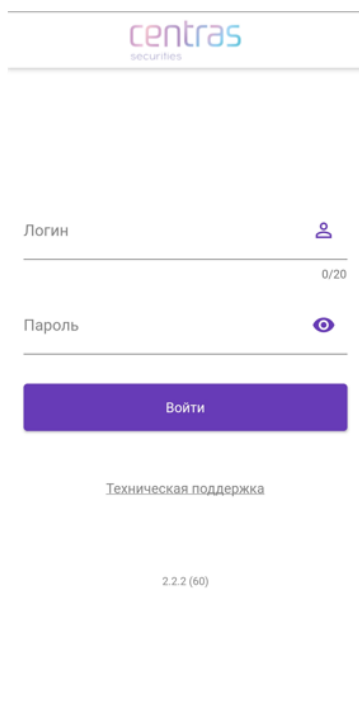 centras
securities
Логин
0/20
Пароль
Войти
Техническая поддержка
2.2.2 (60)